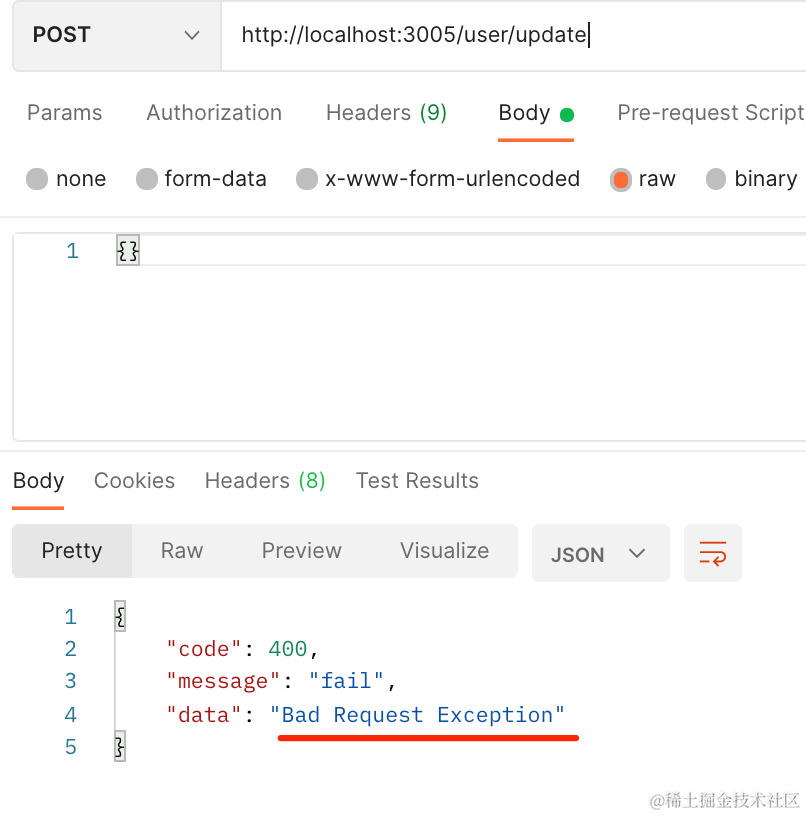 POST http://localhost:3005/user/update
Params Authorization Headers (9) Body Pre-request Script
none form-data x-www-form-urlencoded raw binary
1 {}
Body Cookies Headers (8) Test Results
Pretty Raw Preview Visualize JSON
1 {
2 "code": 400,
3 "message": "fail",
4 "data": "Bad Request Exception"
5 }
@稀土掘金技术社区